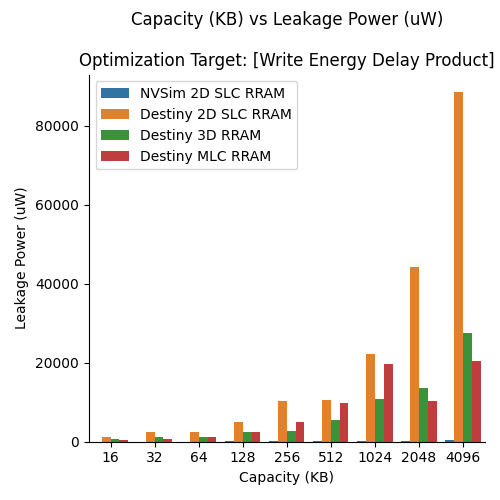 Capacity (KB) vs Leakage Power (uW)
Optimization Target: [Write Energy Delay Product]
NVSim 2D SLC RRAM
Destiny 2D SLC RRAM
Destiny 3D RRAM
Destiny MLC RRAM
Leakage Power (uW)
80000
60000
40000
20000
0
16 32 64 128 256 512 1024 2048 4096
Capacity (KB)